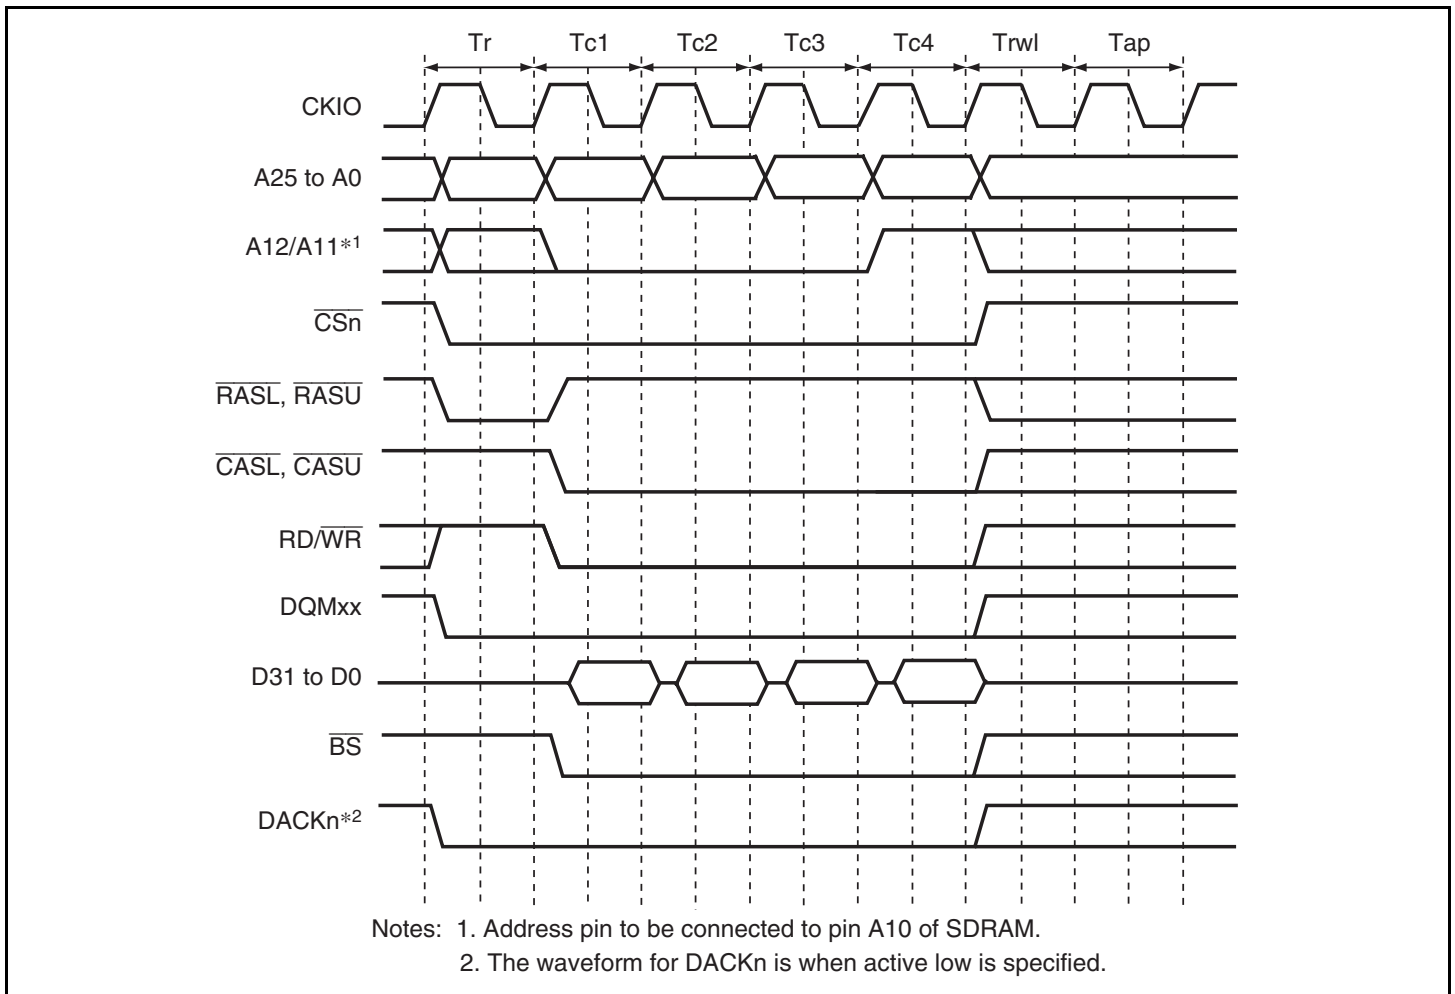 Tr Tc1 Tc2 Tc3 Tc4 Trwl Tap
CKIO
A25 to A0
A12/A11*1
CSn
RASL, RASU
CASL, CASU
RD/WR
DQMxx
D31 to D0
BS
DACKn*2
Notes: 1. Address pin to be connected to pin A10 of SDRAM.
2. The waveform for DACKn is when active low is specified.